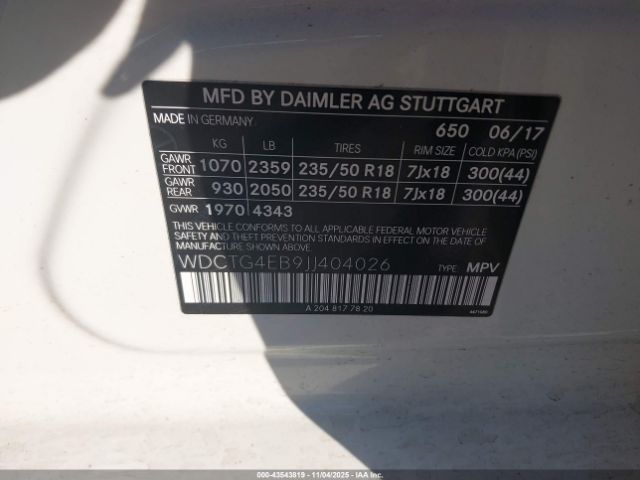 MFD BY DAIMLER AG STUTTGART
MADE IN GERMANY 650 06/17
KG LB TIRES RIM SIZE COLD KPA(PSI)
GAWR FRONT 1070 2359 235/50 R18 7Jx18 300(44)
GAWR REAR 930 2050 235/50 R18 7Jx18 300(44)
GVWR 1970 4343
THIS VEHICLE CONFORMS TO ALL APPLICABLE FEDERAL MOTOR VEHICLE
SAFETY AND THEFT PREVENTION STANDARDS IN EFFECT ON THE DATE OF
MANUFACTURE SHOWN ABOVE.
WDCTG4EB9JJ404026 TYPE: MPV
A 204 817 78 20
000-43543819 - 11/04/2025 - IAAI.COM